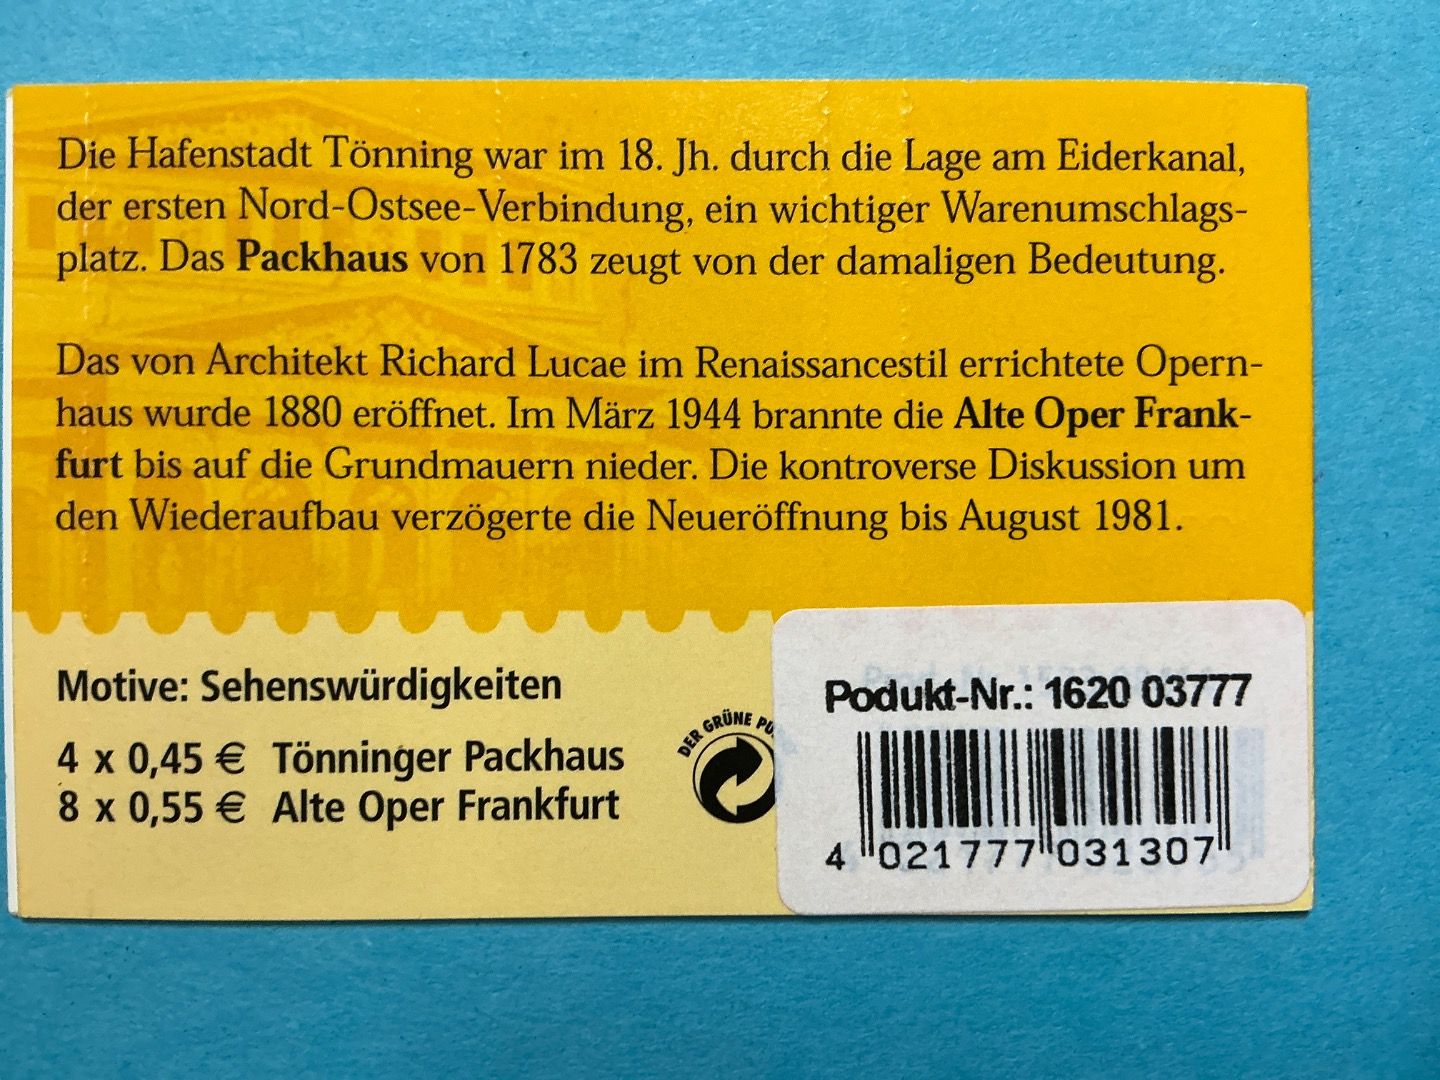 Die Hafenstadt Tönning war im 18. Jh. durch die Lage am Eiderkanal,
der ersten Nord-Ostsee-Verbindung, ein wichtiger Warenumschlags-
platz. Das Packhaus von 1783 zeugt von der damaligen Bedeutung.
Das von Architekt Richard Lucae im Renaissancestil errichtete Opern-
haus wurde 1880 eröffnet. Im März 1944 brannte die Alte Oper Frank-
furt bis auf die Grundmauern nieder. Die kontroverse Diskussion um
den Wiederaufbau verzögerte die Neueröffnung bis August 1981.
Motive: Sehenswürdigkeiten
4 x 0,45 € Tönninger Packhaus
8 x 0,55 € Alte Oper Frankfurt
DER GRÜNE PU
Podukt-Nr.: 1620 03777
4 021777 031307